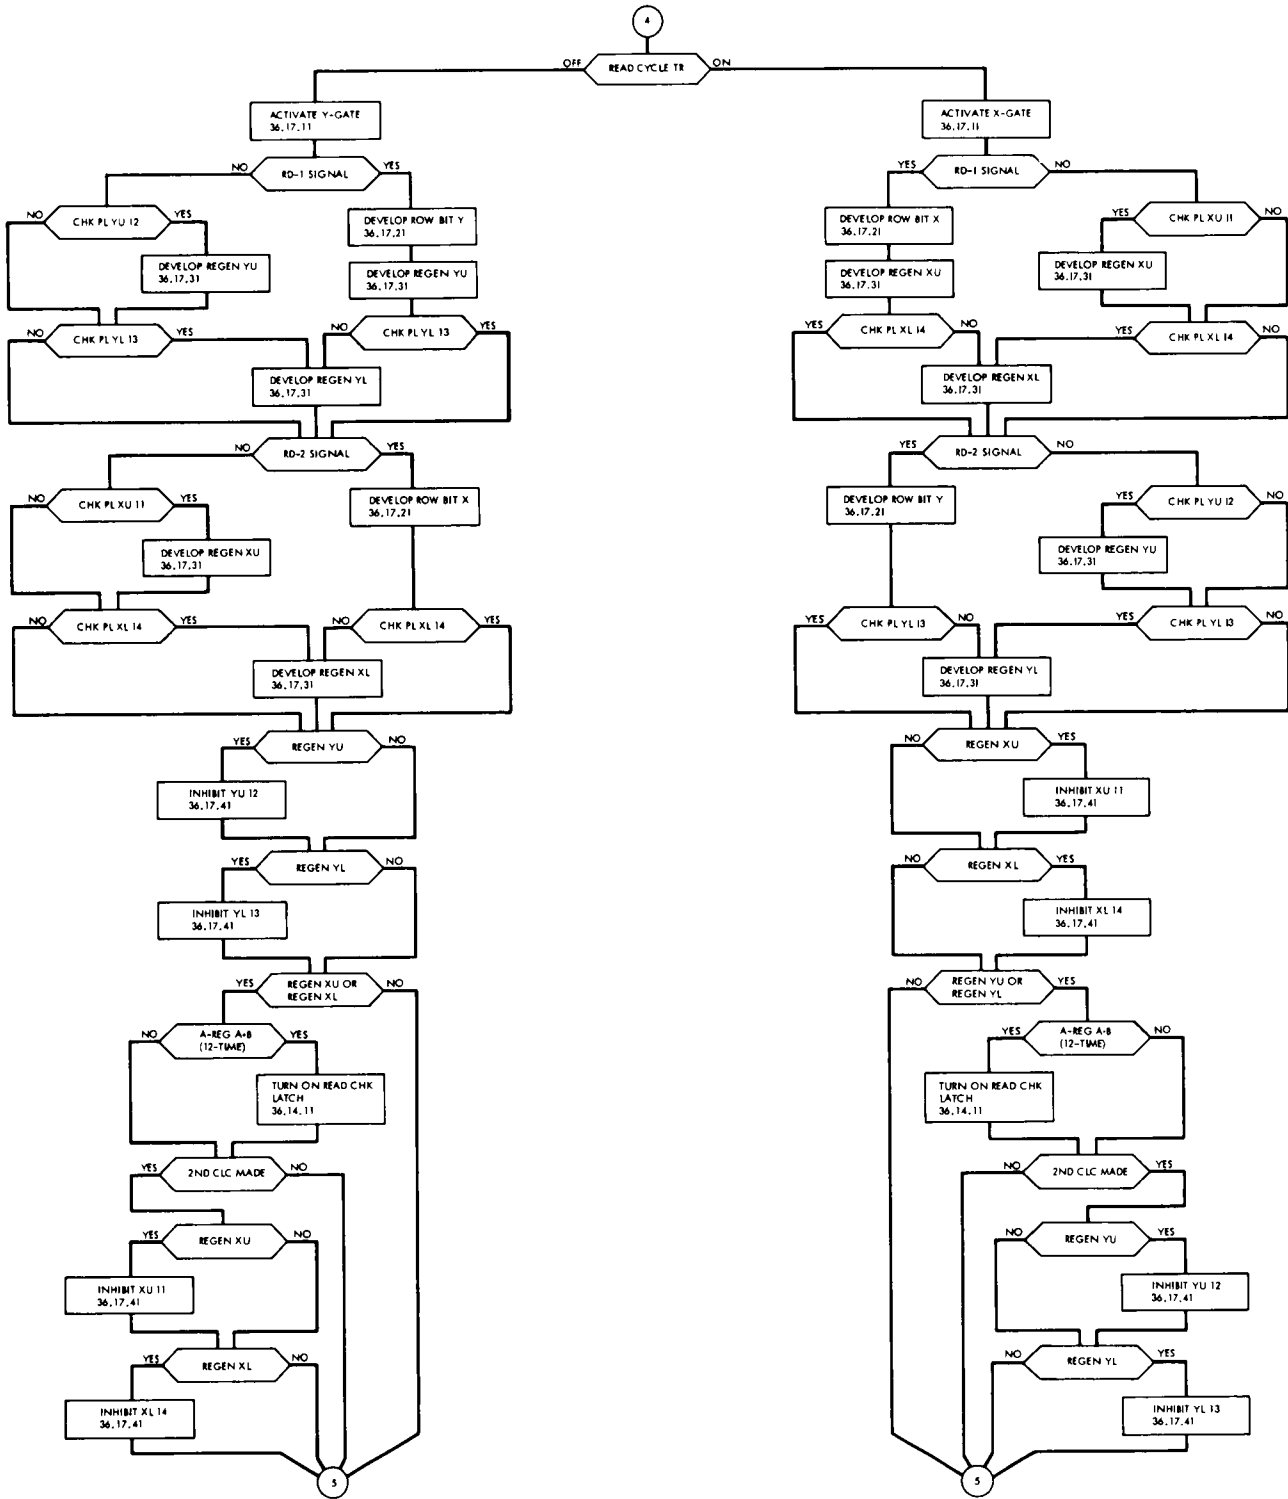 4
OFF
READ CYCLE TR
ON
ACTIVATE Y-GATE
36.17.11
NO
RD-1 SIGNAL
YES
NO
CHK PL YU 12
YES
DEVELOP ROW BIT Y
36.17.21
DEVELOP REGEN YU
36.17.31
DEVELOP REGEN YU
36.17.31
NO
CHK PL YL 13
YES
NO
CHK PL YL 13
YES
DEVELOP REGEN YL
36.17.31
NO
RD-2 SIGNAL
YES
NO
CHK PL XU 11
YES
DEVELOP ROW BIT X
36.17.21
DEVELOP REGEN XU
36.17.31
NO
CHK PL XL 14
YES
NO
CHK PL XL 14
YES
DEVELOP REGEN XL
36.17.31
YES
REGEN YU
NO
INHIBIT YU 12
36.17.41
YES
REGEN YL
NO
INHIBIT YL 13
36.17.41
YES
REGEN XU OR
REGEN XL
NO
NO
A-REG A+B
(12-TIME)
YES
TURN ON READ CHK
LATCH
36.14.11
YES
2ND CLC MADE
NO
YES
REGEN XU
NO
INHIBIT XU 11
36.17.41
YES
REGEN XL
NO
INHIBIT XL 14
36.17.41
5
ACTIVATE X-GATE
36.17.11
YES
RD-1 SIGNAL
NO
DEVELOP ROW BIT X
36.17.21
YES
CHK PL XU 11
NO
DEVELOP REGEN XU
36.17.31
DEVELOP REGEN XU
36.17.31
YES
CHK PL XL 14
NO
YES
CHK PL XL 14
NO
DEVELOP REGEN XL
36.17.31
YES
RD-2 SIGNAL
NO
DEVELOP ROW BIT Y
36.17.21
YES
CHK PL YU 12
NO
DEVELOP REGEN YU
36.17.31
YES
CHK PL YL 13
NO
YES
CHK PL YL 13
NO
DEVELOP REGEN YL
36.17.31
NO
REGEN XU
YES
INHIBIT XU 11
36.17.41
NO
REGEN XL
YES
INHIBIT XL 14
36.17.41
NO
REGEN YU OR
REGEN YL
YES
YES
A-REG A·B
(12-TIME)
NO
TURN ON READ CHK
LATCH
36.14.11
NO
2ND CLC MADE
YES
NO
REGEN YU
YES
INHIBIT YU 12
36.17.41
NO
REGEN YL
YES
INHIBIT YL 13
36.17.41
5